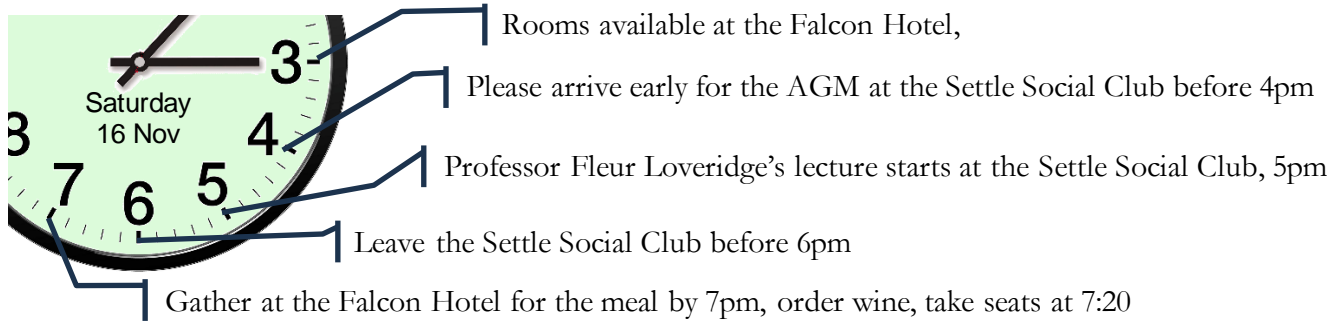 Rooms available at the Falcon Hotel,
3
Please arrive early for the AGM at the Settle Social Club before 4pm
Saturday
16 Nov
4
8
Professor Fleur Loveridge’s lecture starts at the Settle Social Club, 5pm
7
6
5
Leave the Settle Social Club before 6pm
Gather at the Falcon Hotel for the meal by 7pm, order wine, take seats at 7:20